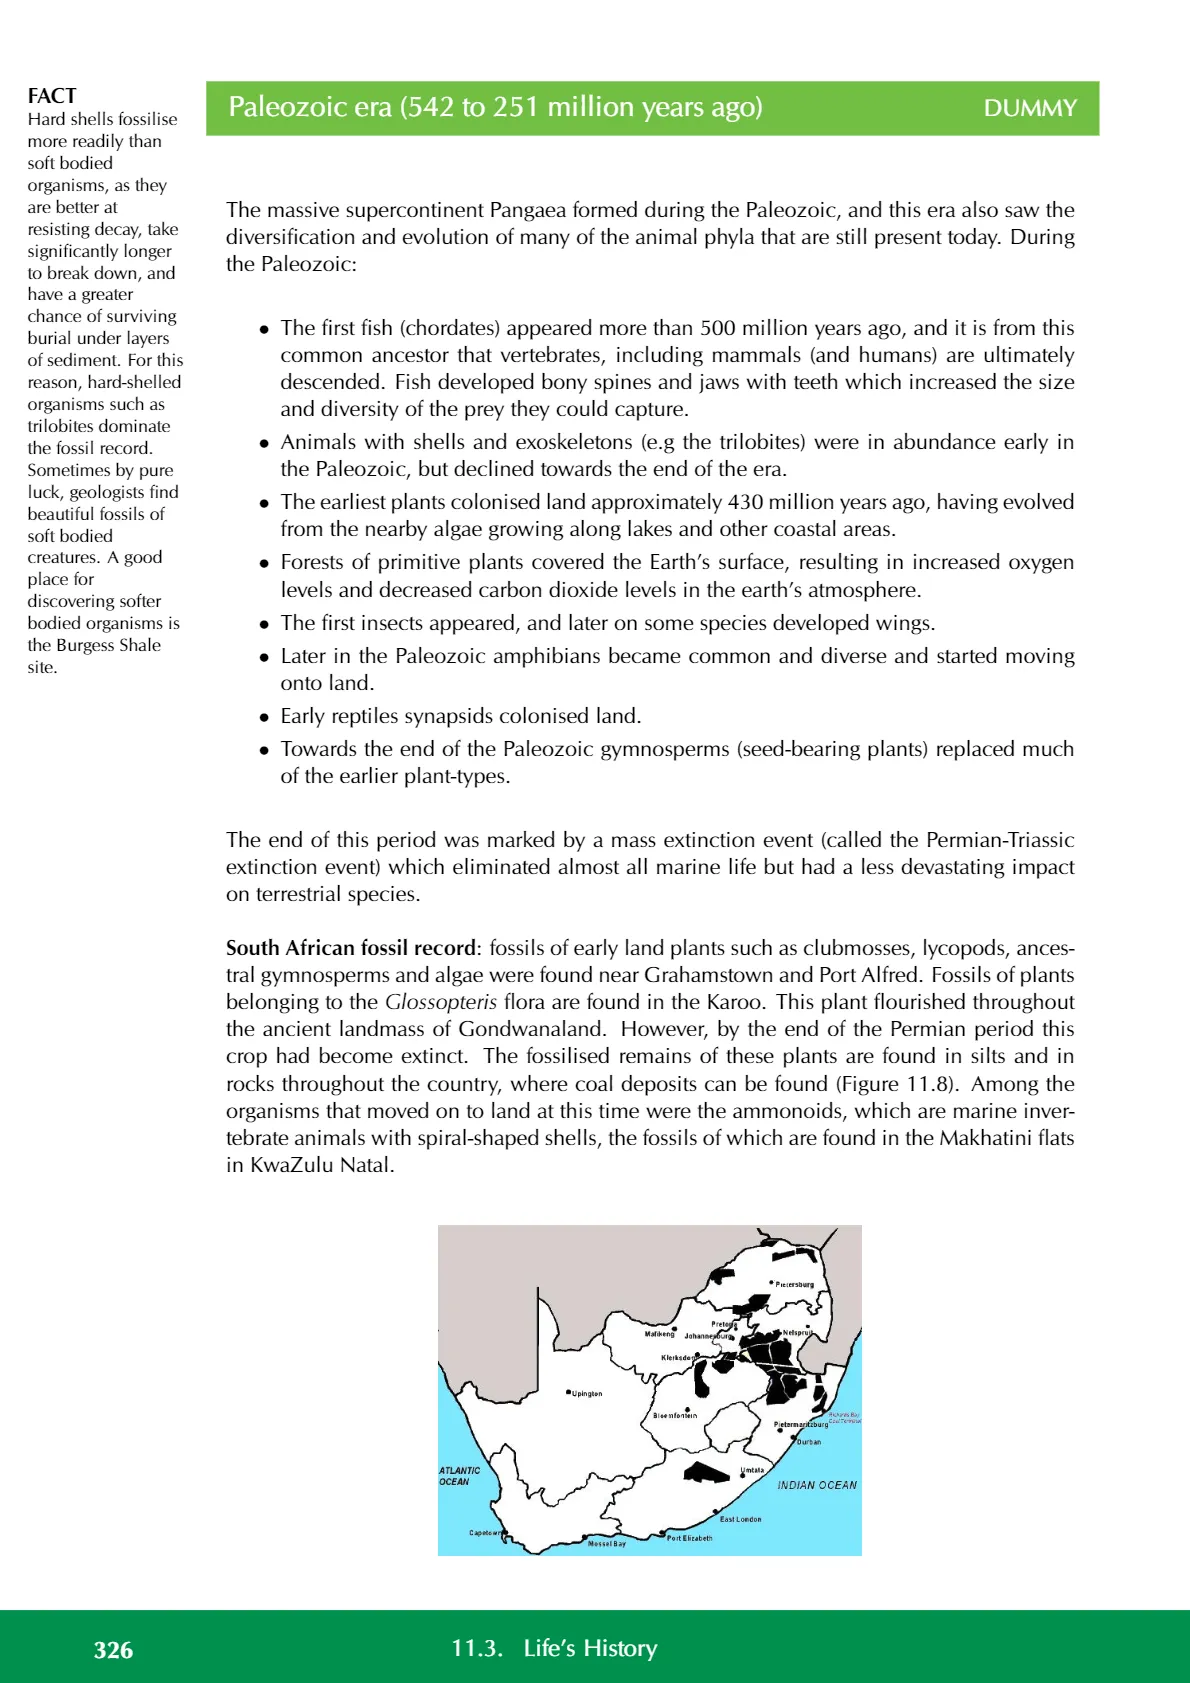 FACT
Hard shells fossilise
more readily than
soft bodied
organisms, as they
are better at
resisting decay, take
significantly longer
to break down, and
have a greater
chance of surviving
burial under layers
of sediment. For this
reason, hard-shelled
organisms such as
trilobites dominate
the fossil record.
Sometimes by pure
luck, geologists find
beautiful fossils of
soft bodied
creatures. A good
place for
discovering softer
bodied organisms is
the Burgess Shale
site.
Paleozoic era (542 to 251 million years ago) DUMMY
The massive supercontinent Pangaea formed during the Paleozoic, and this era also saw the
diversification and evolution of many of the animal phyla that are still present today. During
the Paleozoic:
• The first fish (chordates) appeared more than 500 million years ago, and it is from this
common ancestor that vertebrates, including mammals (and humans) are ultimately
descended. Fish developed bony spines and jaws with teeth which increased the size
and diversity of the prey they could capture.
• Animals with shells and exoskeletons (e.g the trilobites) were in abundance early in
the Paleozoic, but declined towards the end of the era.
• The earliest plants colonised land approximately 430 million years ago, having evolved
from the nearby algae growing along lakes and other coastal areas.
• Forests of primitive plants covered the Earth's surface, resulting in increased oxygen
levels and decreased carbon dioxide levels in the earth's atmosphere.
• The first insects appeared, and later on some species developed wings.
• Later in the Paleozoic amphibians became common and diverse and started moving
onto land.
• Early reptiles synapsids colonised land.
• Towards the end of the Paleozoic gymnosperms (seed-bearing plants) replaced much
of the earlier plant-types.
The end of this period was marked by a mass extinction event (called the Permian-Triassic
extinction event) which eliminated almost all marine life but had a less devastating impact
on terrestrial species.
South African fossil record: fossils of early land plants such as clubmosses, lycopods, ances-
tral gymnosperms and algae were found near Grahamstown and Port Alfred. Fossils of plants
belonging to the Glossopteris flora are found in the Karoo. This plant flourished throughout
the ancient landmass of Gondwanaland. However, by the end of the Permian period this
crop had become extinct. The fossilised remains of these plants are found in silts and in
rocks throughout the country, where coal deposits can be found (Figure 11.8). Among the
organisms that moved on to land at this time were the ammonoids, which are marine inver-
tebrate animals with spiral-shaped shells, the fossils of which are found in the Makhatini flats
in KwaZulu Natal.
Pietersburg
Pretoria
Mafikeng
Johannesburg
Nelspruit
Klerksdorp
Upington
Bloemfontein
Richards Bay
Coal Terminal
Pietermaritzburg
Durban
ATLANTIC
OCEAN
Umtata
INDIAN OCEAN
East London
Capetown
Port Elizabeth
Mossel Bay
326
11.3. Life's History